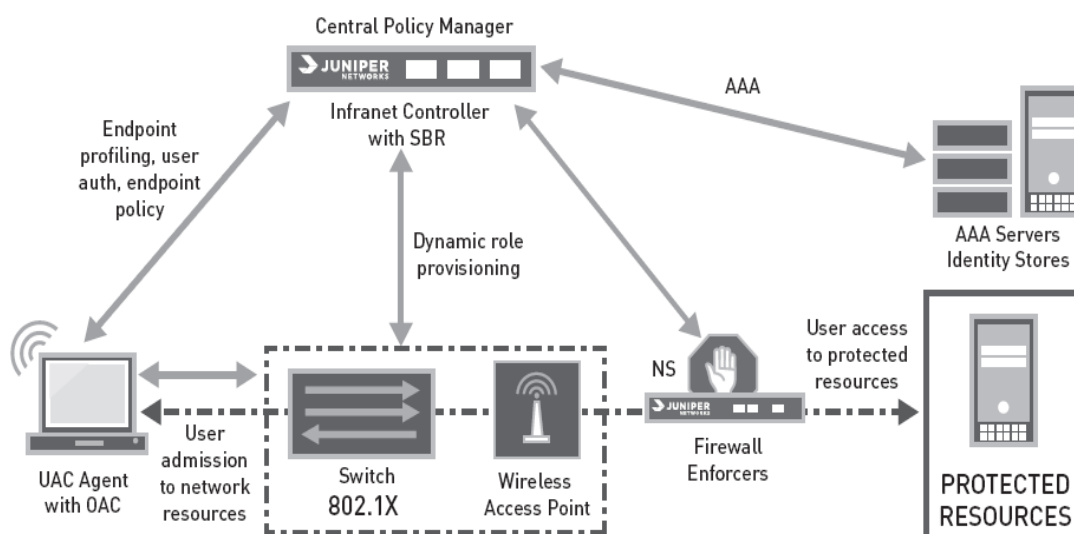 Central Policy Manager
JUNIPER
NETWORKS
Infranet Controller
with SBR
AAA
Endpoint
profiling, user
auth, endpoint
policy
Dynamic role
provisioning
AAA Servers
Identity Stores
User access
to protected
resources
NS
JUNIPER
NETWORKS
Firewall
Enforcers
User
admission
to network
resources
UAC Agent
with OAC
Switch
802.1X
Wireless
Access Point
PROTECTED
RESOURCES